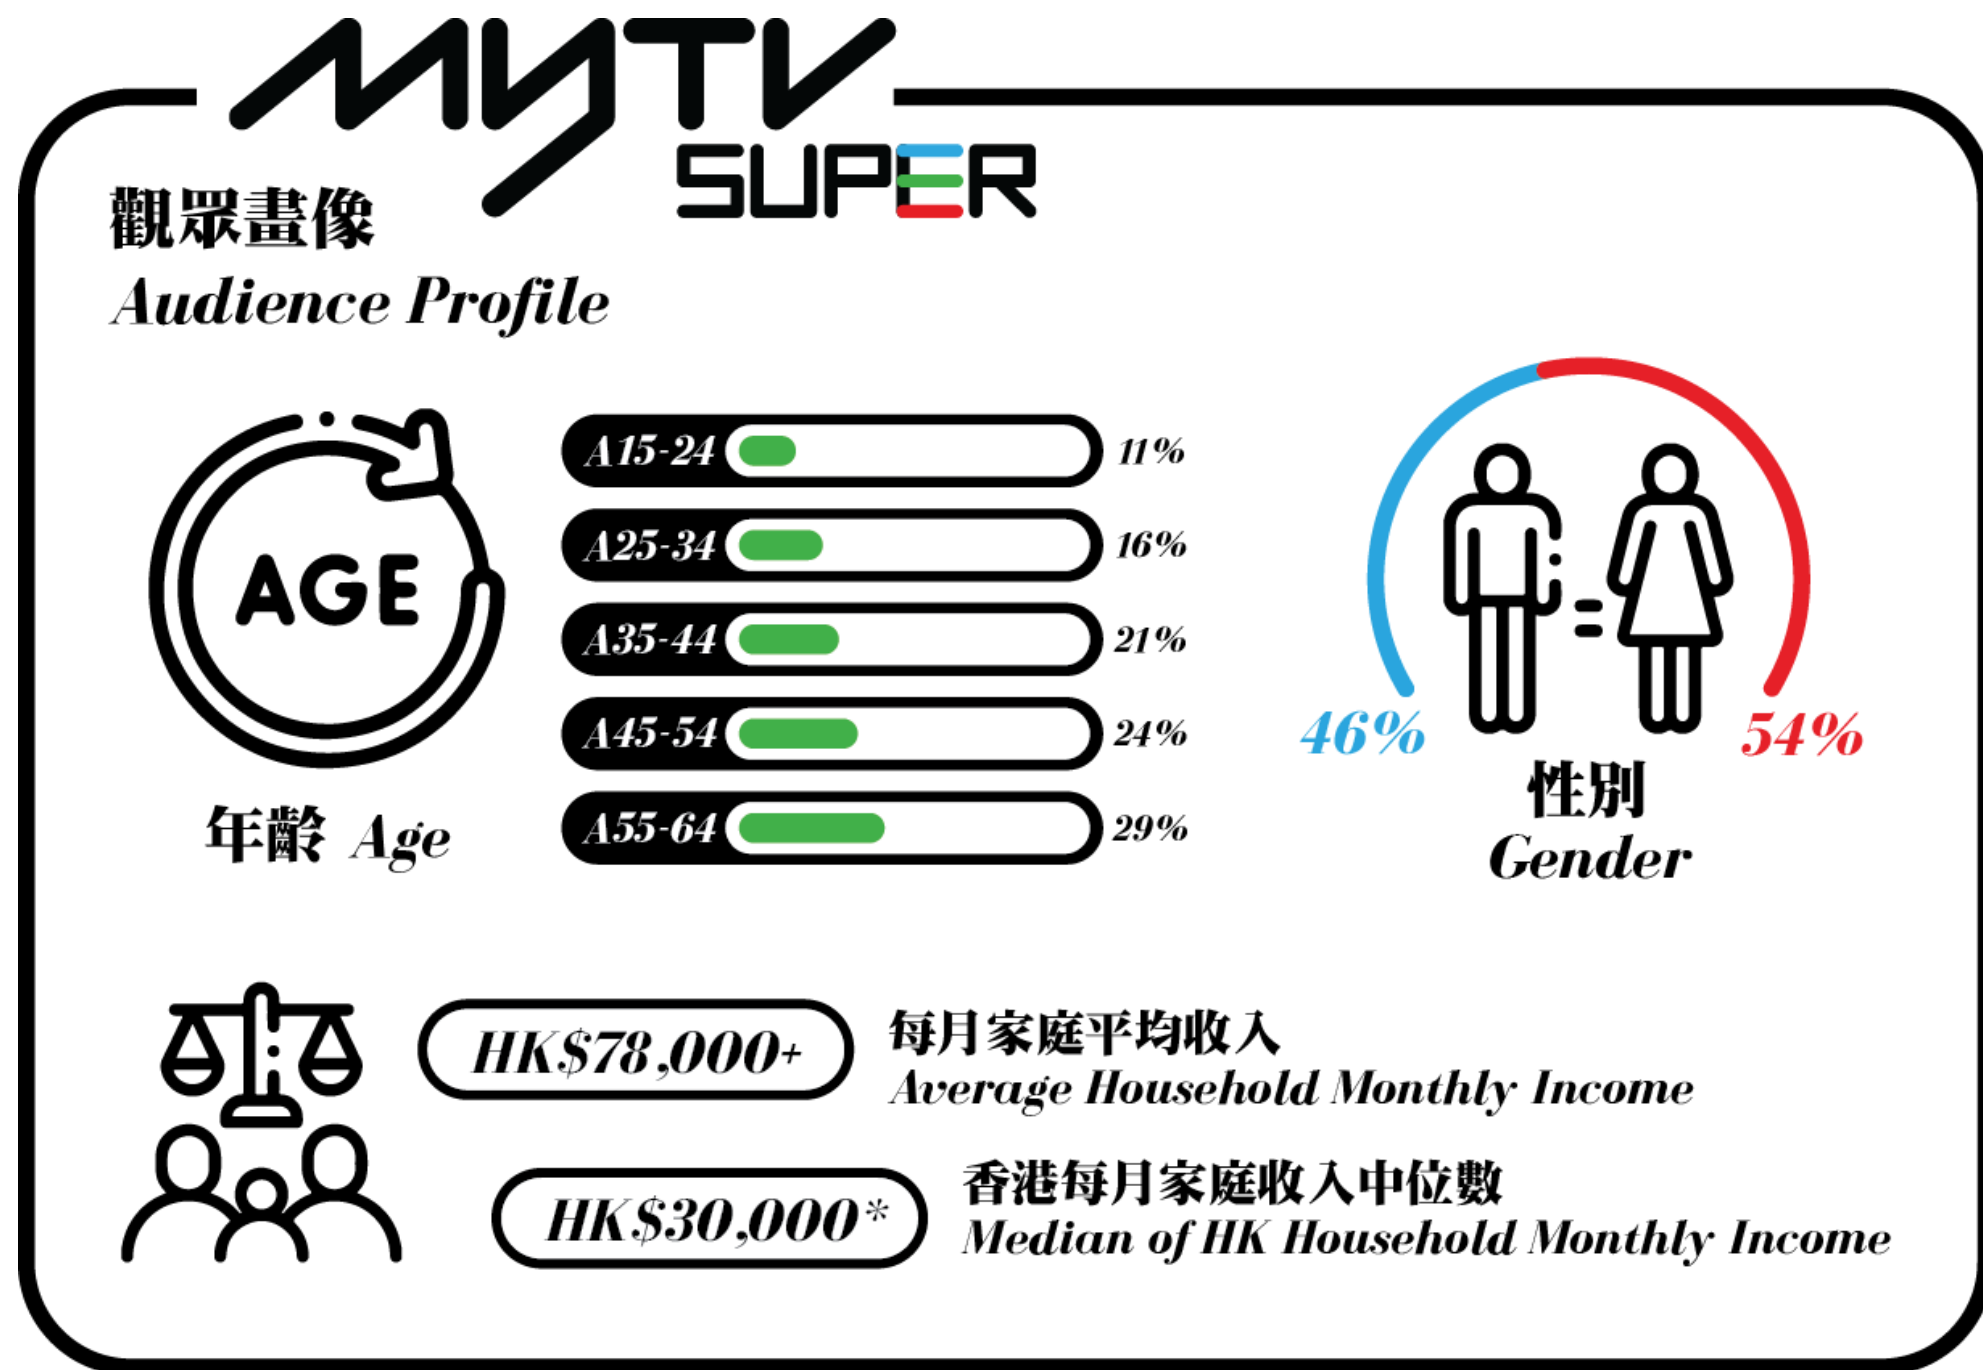 MYTV
SUPER
觀眾畫像
Audience Profile
AGE
年齡 Age
A15-24 11%
A25-34 16%
A35-44 21%
A45-54 24%
A55-64 29%
46%
54%
性別
Gender
HK$78,000+
每月家庭平均收入
Average Household Monthly Income
HK$30,000*
香港每月家庭收入中位數
Median of HK Household Monthly Income